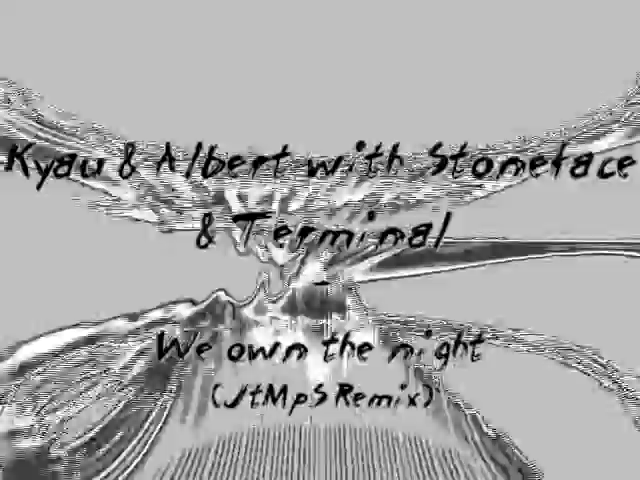 Kyau & Albert with Stoneface
& Terminal
We own the night
(JtMpS Remix)